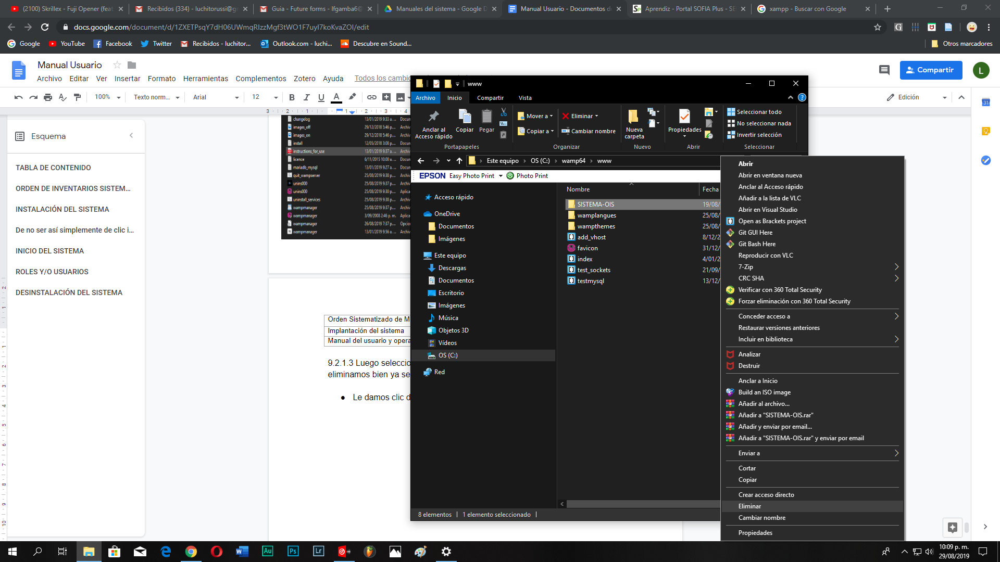 (2100) Skrillex - Fuji Opener (feat
Recibidos (334) - luchitorussi@gr
Guia - Future forms - lfgamba6@
Manuales del sistema - Google D
Manual Usuario - Documentos de
Aprendiz - Portal SOFIA Plus - SE
xampp - Buscar con Google
docs.google.com/document/d/1ZXETPsqY7dH06UWmqRIzzMgf3tWO1F7uyI7koKvaZOI/edit
Google
YouTube
Facebook
Twitter
Recibidos - luchitor...
Outlook.com - luchi...
Descubre en Sound...
Otros marcadores
Manual Usuario
Archivo Editar Ver Insertar Formato Herramientas Complementos Zotero Ayuda Todos los cambio
Compartir
L
100% Texto norm... Arial 12 B I U A
Edición
3 2 1 1 2 3 4
Esquema
TABLA DE CONTENIDO
ORDEN DE INVENTARIOS SISTEM...
INSTALACIÓN DEL SISTEMA
De no ser así simplemente de clic i...
INICIO DEL SISTEMA
ROLES Y/O USUARIOS
DESINSTALACIÓN DEL SISTEMA
changelog 13/01/2019 9:33 a. ... Docun
images_off 29/12/2018 5:46 p. ... Docun
images_on 29/12/2018 5:46 p. ... Docun
install 12/05/2018 3:08 p. ... Docun
instructions_for_use 13/01/2019 9:37 a. ... Archiv
licence 6/11/2015 10:00 a. ... Docun
mariadb_mysql 13/01/2019 9:27 a. ... Docun
quit_wampserver 25/08/2019 9:37 p. ... Archiv
unins000 25/08/2019 9:37 p. ... Archiv
unins000 25/08/2019 9:30 p. ... Aplica
uninstall_services 25/08/2019 9:38 p. ... Archiv
wampmanager 25/08/2019 9:37 p. ... Archiv
wampmanager 3/09/2008 2:46 p. m. Aplica
wampmanager 26/08/2019 7:37 p. ... Opcio
wampmanager 13/01/2019 9:56 a. ... Archiv
Orden Sistematizado de M
Implantación del sistema
Manual del usuario y opera
9.2.1.3 Luego seleccio
eliminamos bien ya se
● Le damos clic d
www
Archivo Inicio Compartir Vista
Anclar al
Acceso rápido
Copiar
Pegar
Portapapeles
Mover a
Copiar a
Eliminar
Cambiar nombre
Organizar
Nueva
carpeta
Nuevo
Propiedades
Abrir
Seleccionar todo
No seleccionar nada
Invertir selección
Seleccionar
Este equipo › OS (C:) › wamp64 › www
EPSON Easy Photo Print Photo Print
Acceso rápido
OneDrive
Documentos
Imágenes
Este equipo
Descargas
Documentos
Escritorio
Imágenes
Música
Objetos 3D
Vídeos
OS (C:)
Red
Nombre Fecha
SISTEMA-OIS 19/08/
wamplangues 25/08/
wampthemes 25/08/
add_vhost 8/12/2
favicon 31/12/
index 4/01/2
test_sockets 21/09/
testmysql 13/12/
8 elementos 1 elemento seleccionado
Abrir
Abrir en ventana nueva
Anclar al Acceso rápido
Añadir a la lista de VLC
Abrir en Visual Studio
Open as Brackets project
Git GUI Here
Git Bash Here
Reproducir con VLC
7-Zip
CRC SHA
Verificar con 360 Total Security
Forzar eliminación con 360 Total Security
Conceder acceso a
Restaurar versiones anteriores
Incluir en biblioteca
Analizar
Destruir
Anclar a Inicio
Build an ISO image
Añadir al archivo...
Añadir a "SISTEMA-OIS.rar"
Añadir y enviar por email...
Añadir a "SISTEMA-OIS.rar" y enviar por email
Enviar a
Cortar
Copiar
Crear acceso directo
Eliminar
Cambiar nombre
Propiedades
10:09 p. m.
29/08/2019